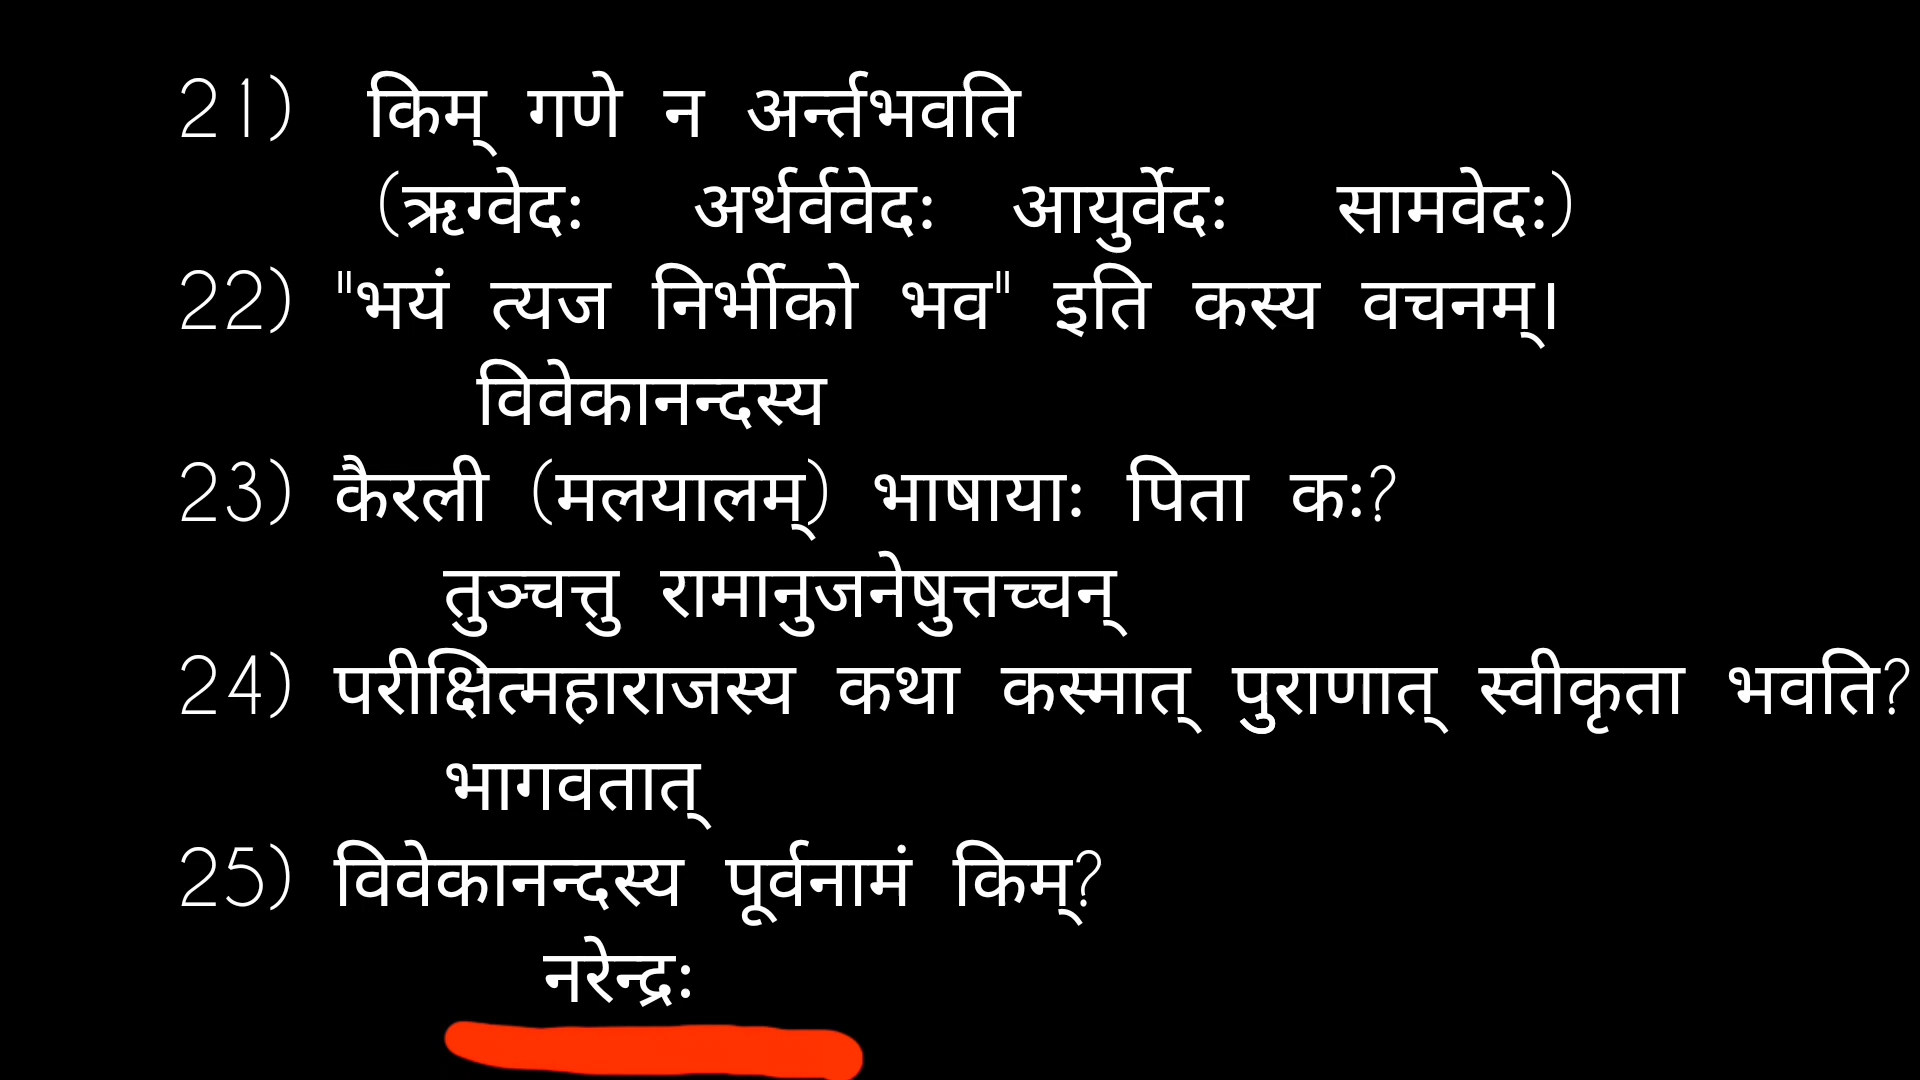 21) किम् गणे न अर्न्तभवति
(ऋग्वेदः अर्थर्ववेदः आयुर्वेदः सामवेदः)
22) "भयं त्यज निर्भीको भव" इति कस्य वचनम्।
विवेकानन्दस्य
23) कैरली (मलयालम्) भाषायाः पिता कः?
तुञ्चत्तु रामानुजनेषुत्तच्चन्
24) परीक्षित्महाराजस्य कथा कस्मात् पुराणात् स्वीकृता भवति?
भागवतात्
25) विवेकानन्दस्य पूर्वनामं किम्?
नरेन्द्रः